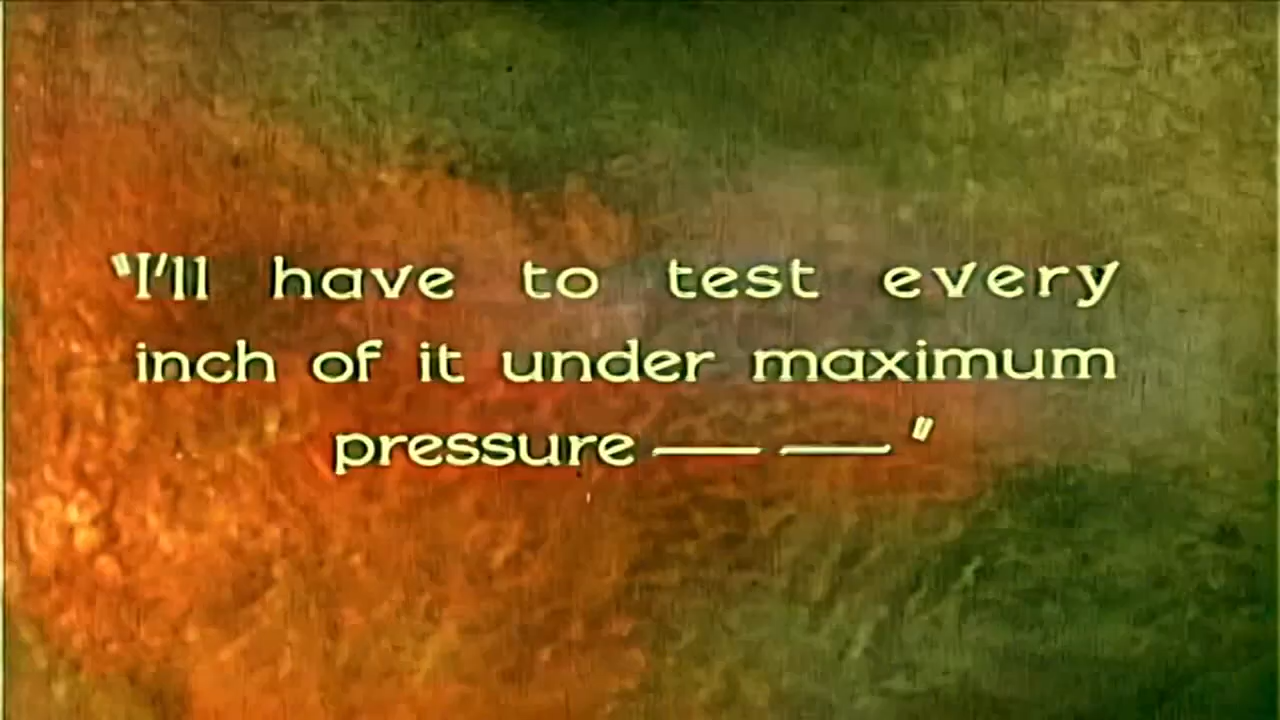 "I'll have to test every
inch of it under maximum
pressure — — "